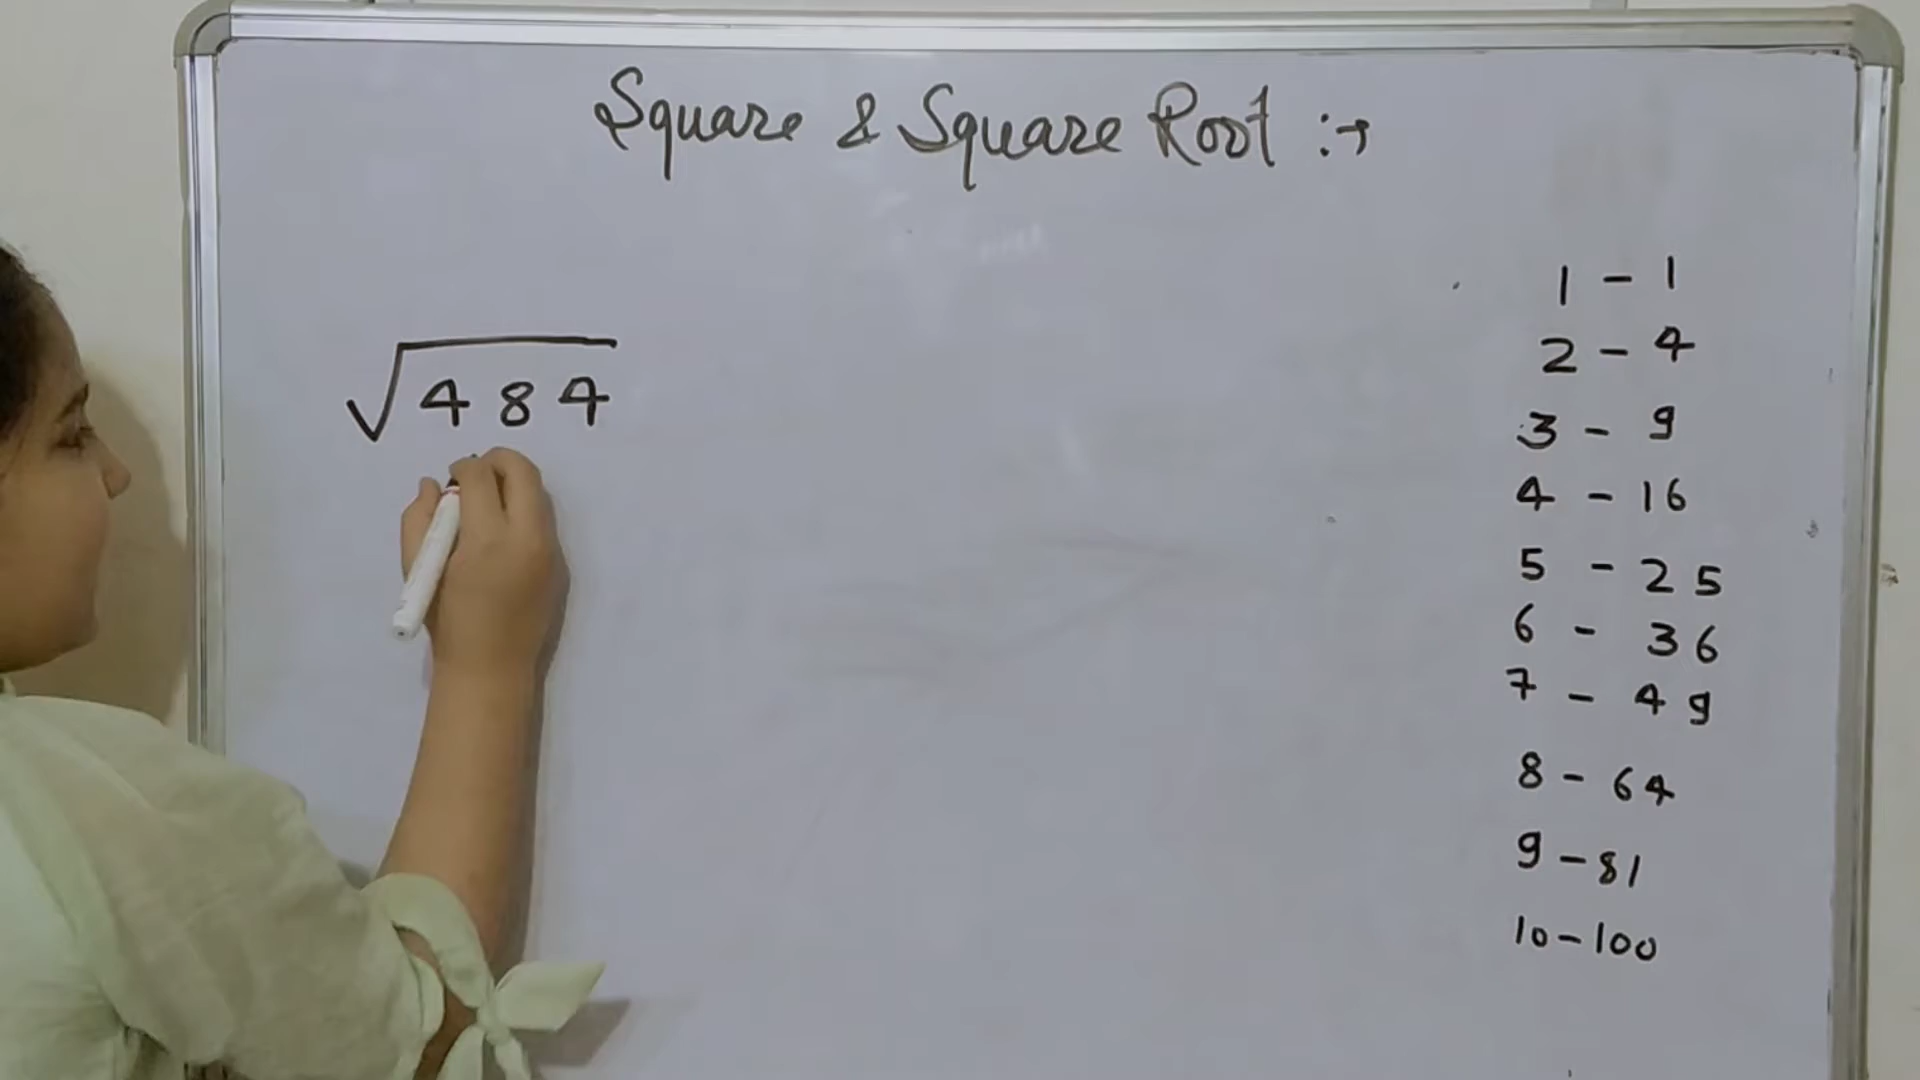 Square & Square Root :→
√484
1 - 1
2 - 4
3 - 9
4 - 16
5 - 25
6 - 36
7 - 49
8 - 64
9 - 81
10 - 100